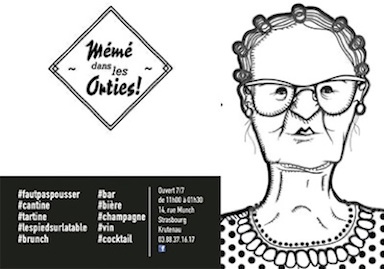 Mémé
dans les
Orties!
#fautpaspousser
#cantine
#tartine
#lespiedsurlatable
#brunch
#bar
#bière
#champagne
#vin
#cocktail
Ouvert 7/7
de 11h00 à 01h30
14, rue Munch
Strasbourg
Krutenau
03.88.37.16.17
f